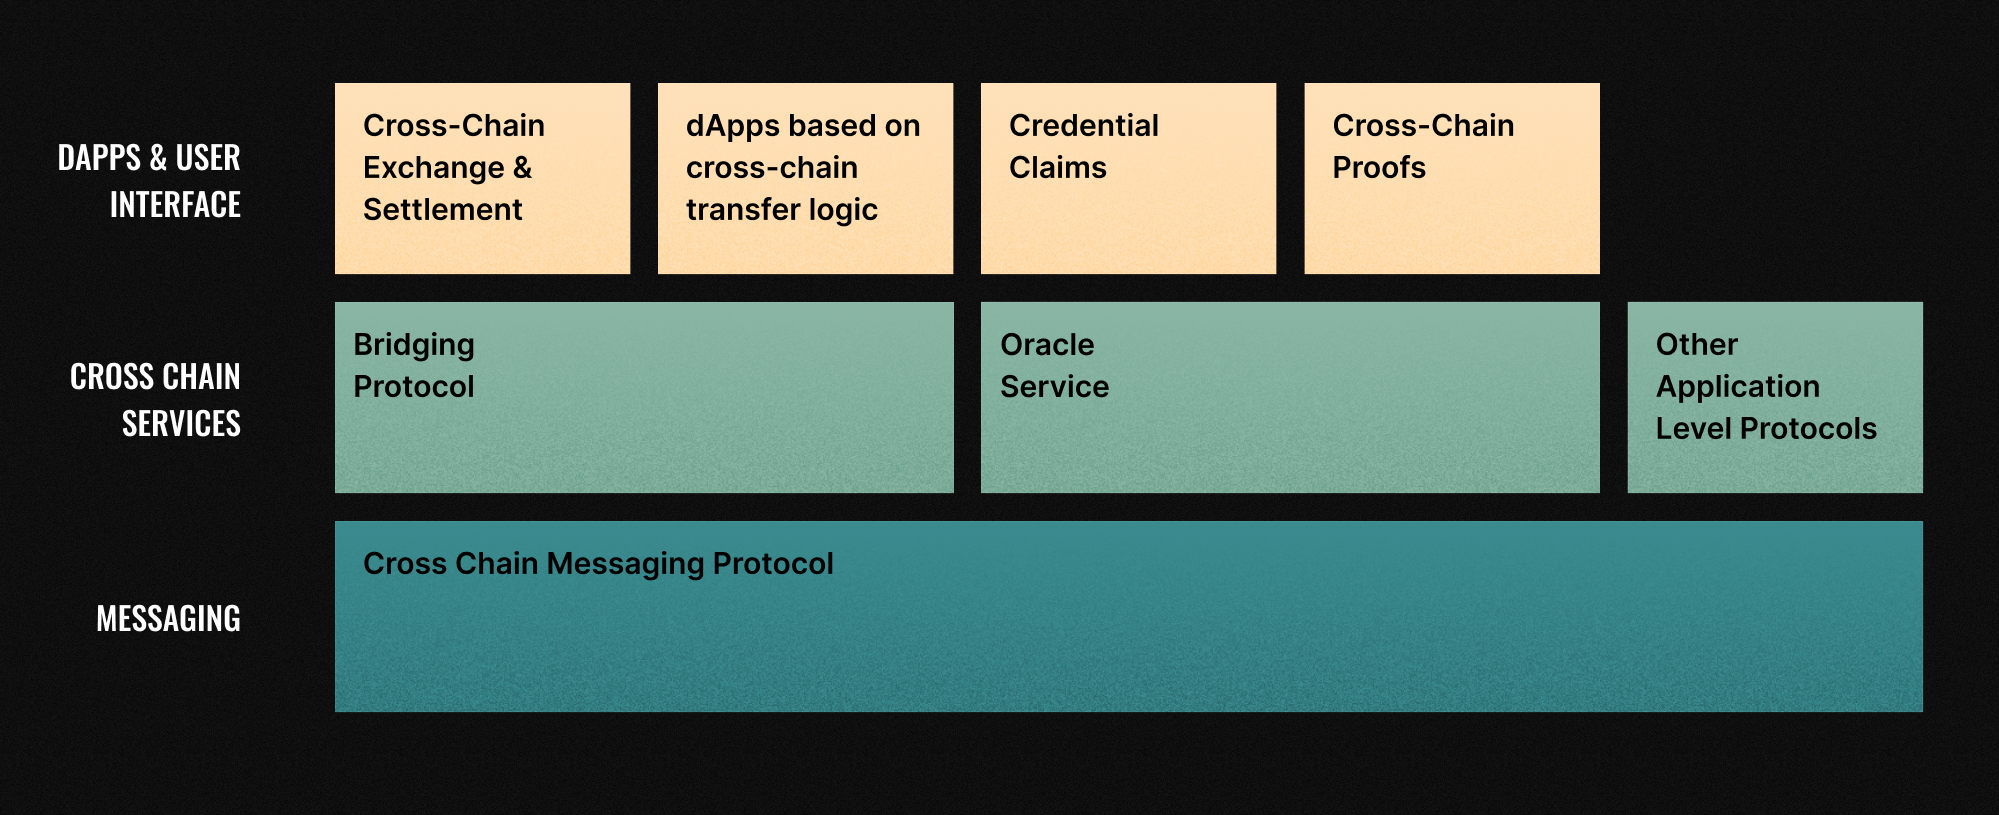 DAPPS & USER
INTERFACE
Cross-Chain
Exchange &
Settlement
dApps based on
cross-chain
transfer logic
Credential
Claims
Cross-Chain
Proofs
CROSS CHAIN
SERVICES
Bridging
Protocol
Oracle
Service
Other
Application
Level Protocols
MESSAGING
Cross Chain Messaging Protocol